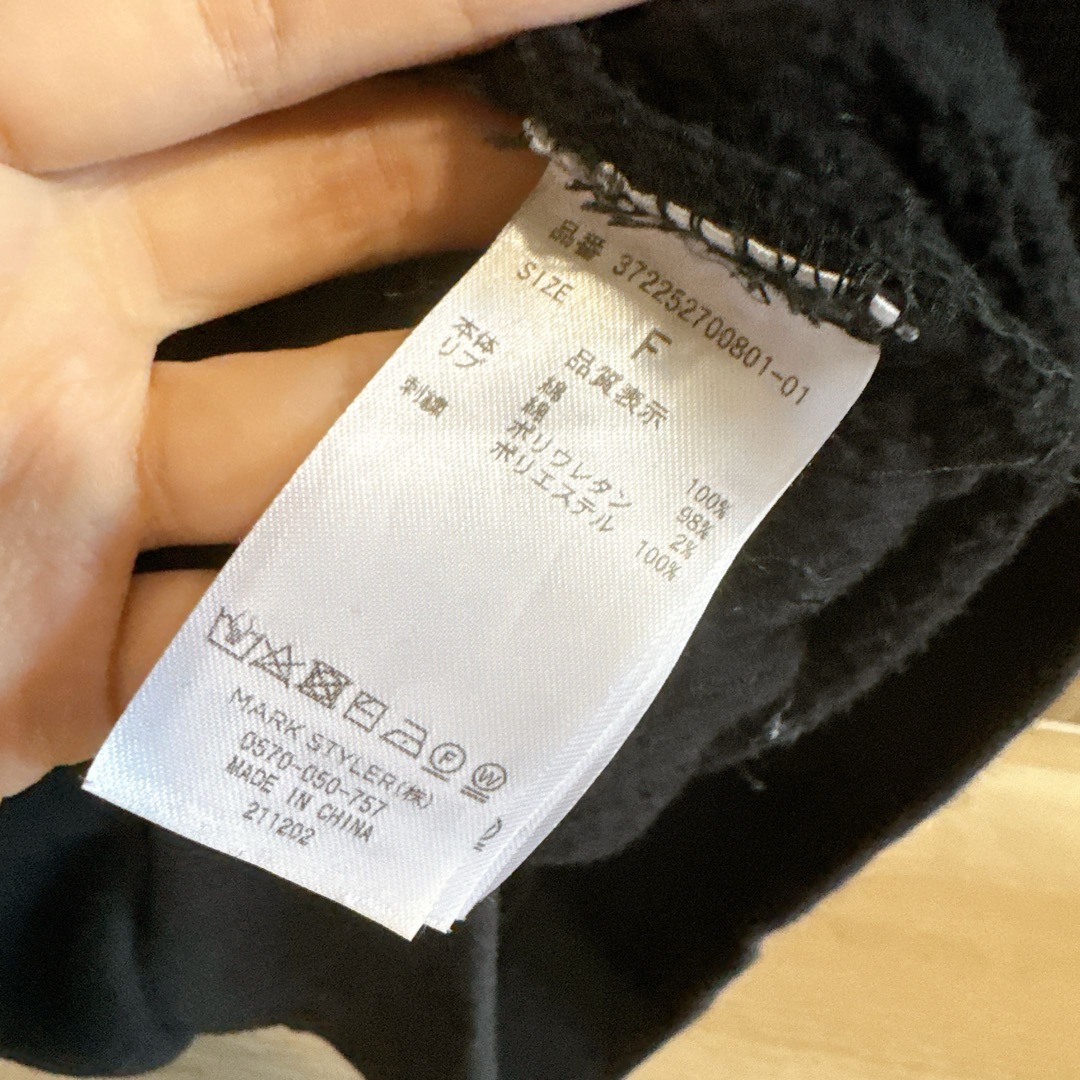 品番 372252700801-01
SIZE F
品質表示
本体 綿 100%
リブ 綿 98%
ポリウレタン 2%
刺繍 ポリエステル 100%
F W
MARK STYLER(株)
0570-050-757
MADE IN CHINA
211202